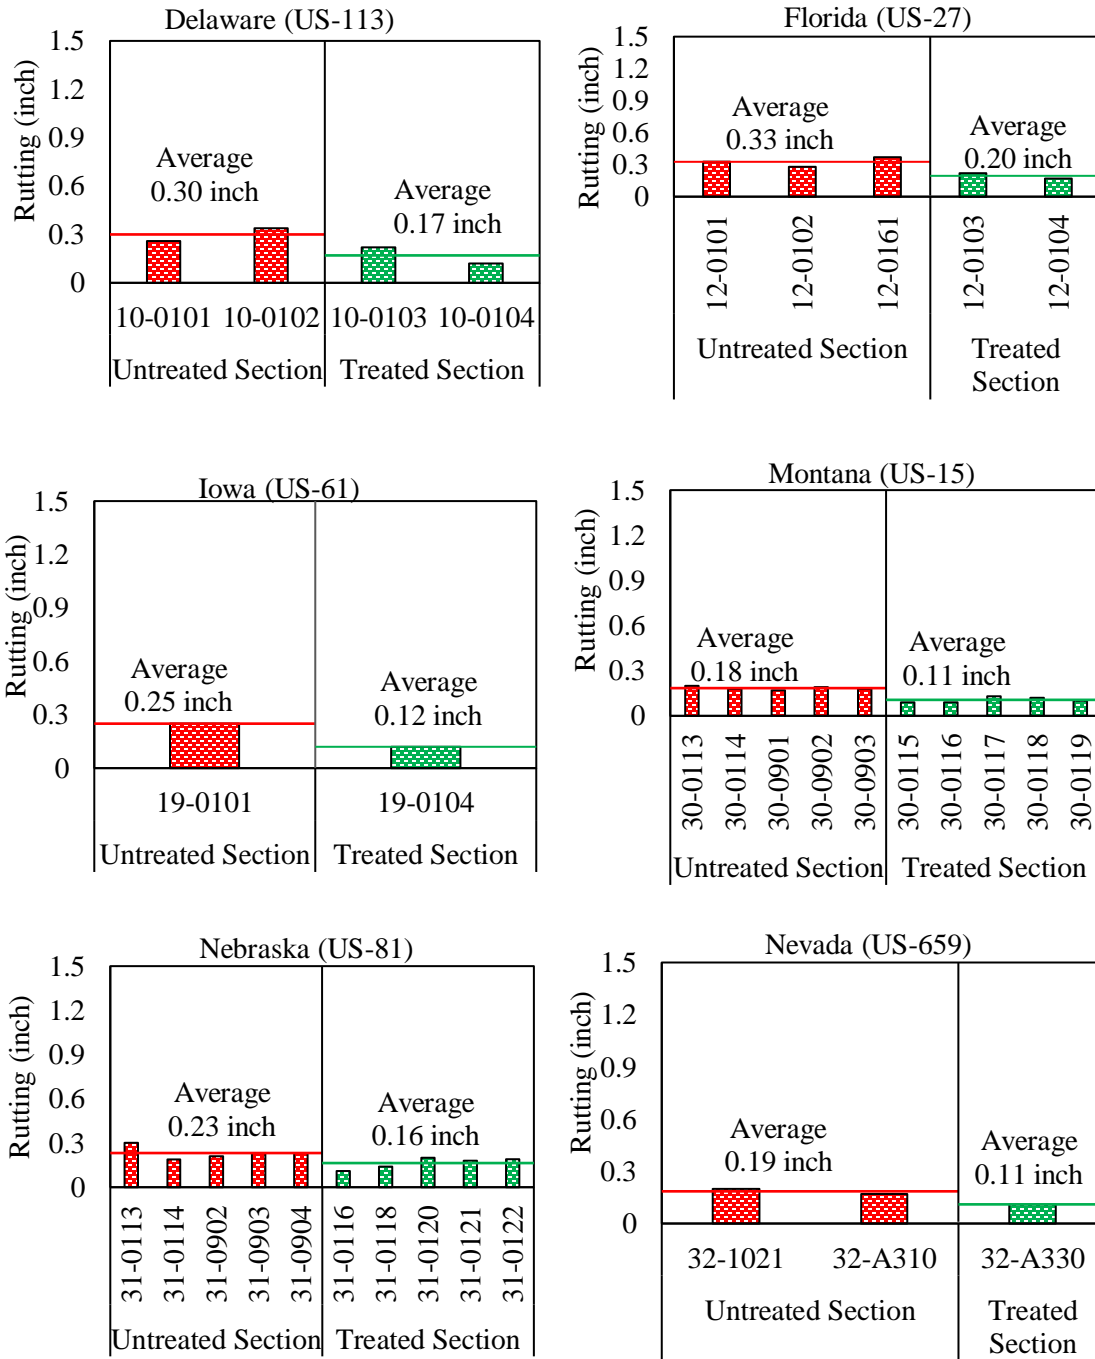 Delaware (US-113)
Rutting (inch)
1.5
1.2
0.9
0.6
0.3
0
Average
0.30 inch
Average
0.17 inch
10-0101 10-0102 10-0103 10-0104
Untreated Section Treated Section
Florida (US-27)
Rutting (inch)
1.5
1.2
0.9
0.6
0.3
0
Average
0.33 inch
Average
0.20 inch
12-0101
12-0102
12-0161
12-0103
12-0104
Untreated Section
Treated
Section
Iowa (US-61)
Rutting (inch)
1.5
1.2
0.9
0.6
0.3
0
Average
0.25 inch
Average
0.12 inch
19-0101 19-0104
Untreated Section Treated Section
Montana (US-15)
Rutting (inch)
1.5
1.2
0.9
0.6
0.3
0
Average
0.18 inch
Average
0.11 inch
30-0113
30-0114
30-0901
30-0902
30-0903
30-0115
30-0116
30-0117
30-0118
30-0119
Untreated Section Treated Section
Nebraska (US-81)
Rutting (inch)
1.5
1.2
0.9
0.6
0.3
0
Average
0.23 inch
Average
0.16 inch
31-0113
31-0114
31-0902
31-0903
31-0904
31-0116
31-0118
31-0120
31-0121
31-0122
Untreated Section Treated Section
Nevada (US-659)
Rutting (inch)
1.5
1.2
0.9
0.6
0.3
0
Average
0.19 inch
Average
0.11 inch
32-1021 32-A310 32-A330
Untreated Section
Treated
Section